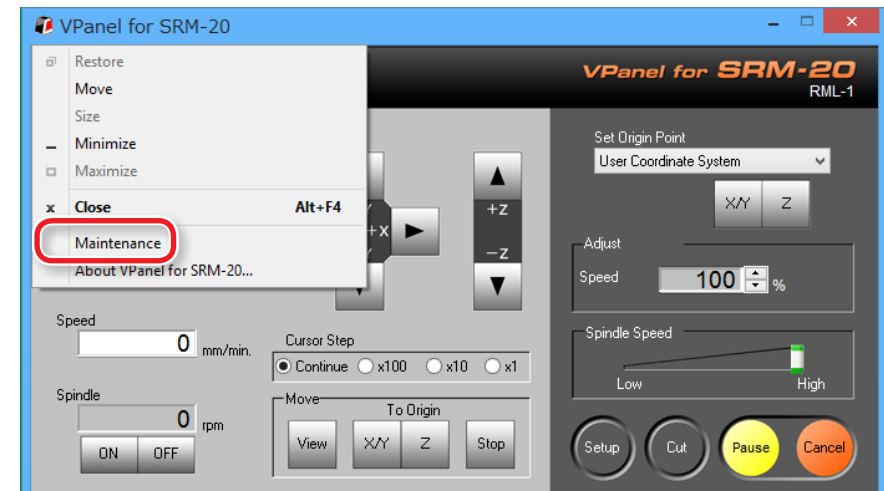 VPanel for SRM-20
Restore
Move
Size
Minimize
Maximize
x Close Alt+F4
Maintenance
About VPanel for SRM-20...
VPanel for SRM-20
RML-1
+X
+Z
−Z
Set Origin Point
User Coordinate System
X/Y Z
Adjust
Speed 100 %
Speed
0 mm/min.
Cursor Step
Continue x100 x10 x1
Spindle
0 rpm
ON OFF
Move
To Origin
View X/Y Z Stop
Spindle Speed
Low High
Setup Cut Pause Cancel